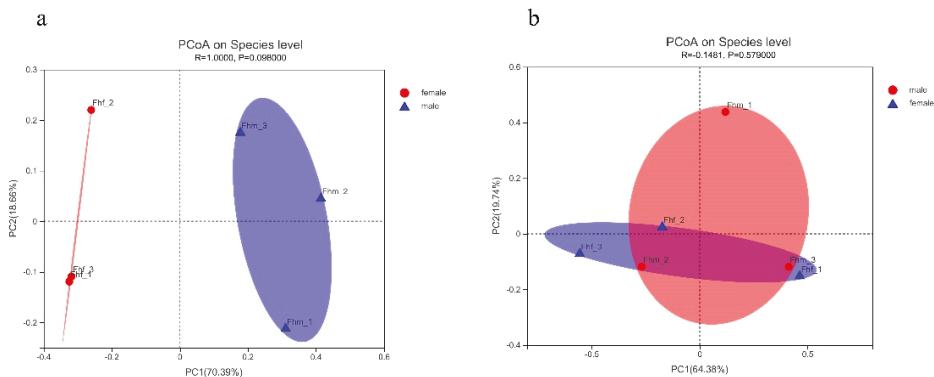 a
PCoA on Species level
R=1.0000, P=0.098000
0.3
0.2
0.1
0
-0.1
-0.2
-0.6
-0.4
-0.2
0
0.2
0.4
0.6
PC2(18.66%)
PC1(70.39%)
Fhf_2
Fhf_3
Fhf_1
Fhm_3
Fhm_2
Fhm_1
female
male
b
PCoA on Species level
R=-0.1481, P=0.579000
0.6
0.4
0.2
0
-0.2
-0.4
-0.5
0
0.5
PC2(19.74%)
PC1(64.38%)
Fhm_1
Fhf_2
Fhf_3
Fhm_2
Fhm_3
Fhf_1
male
female